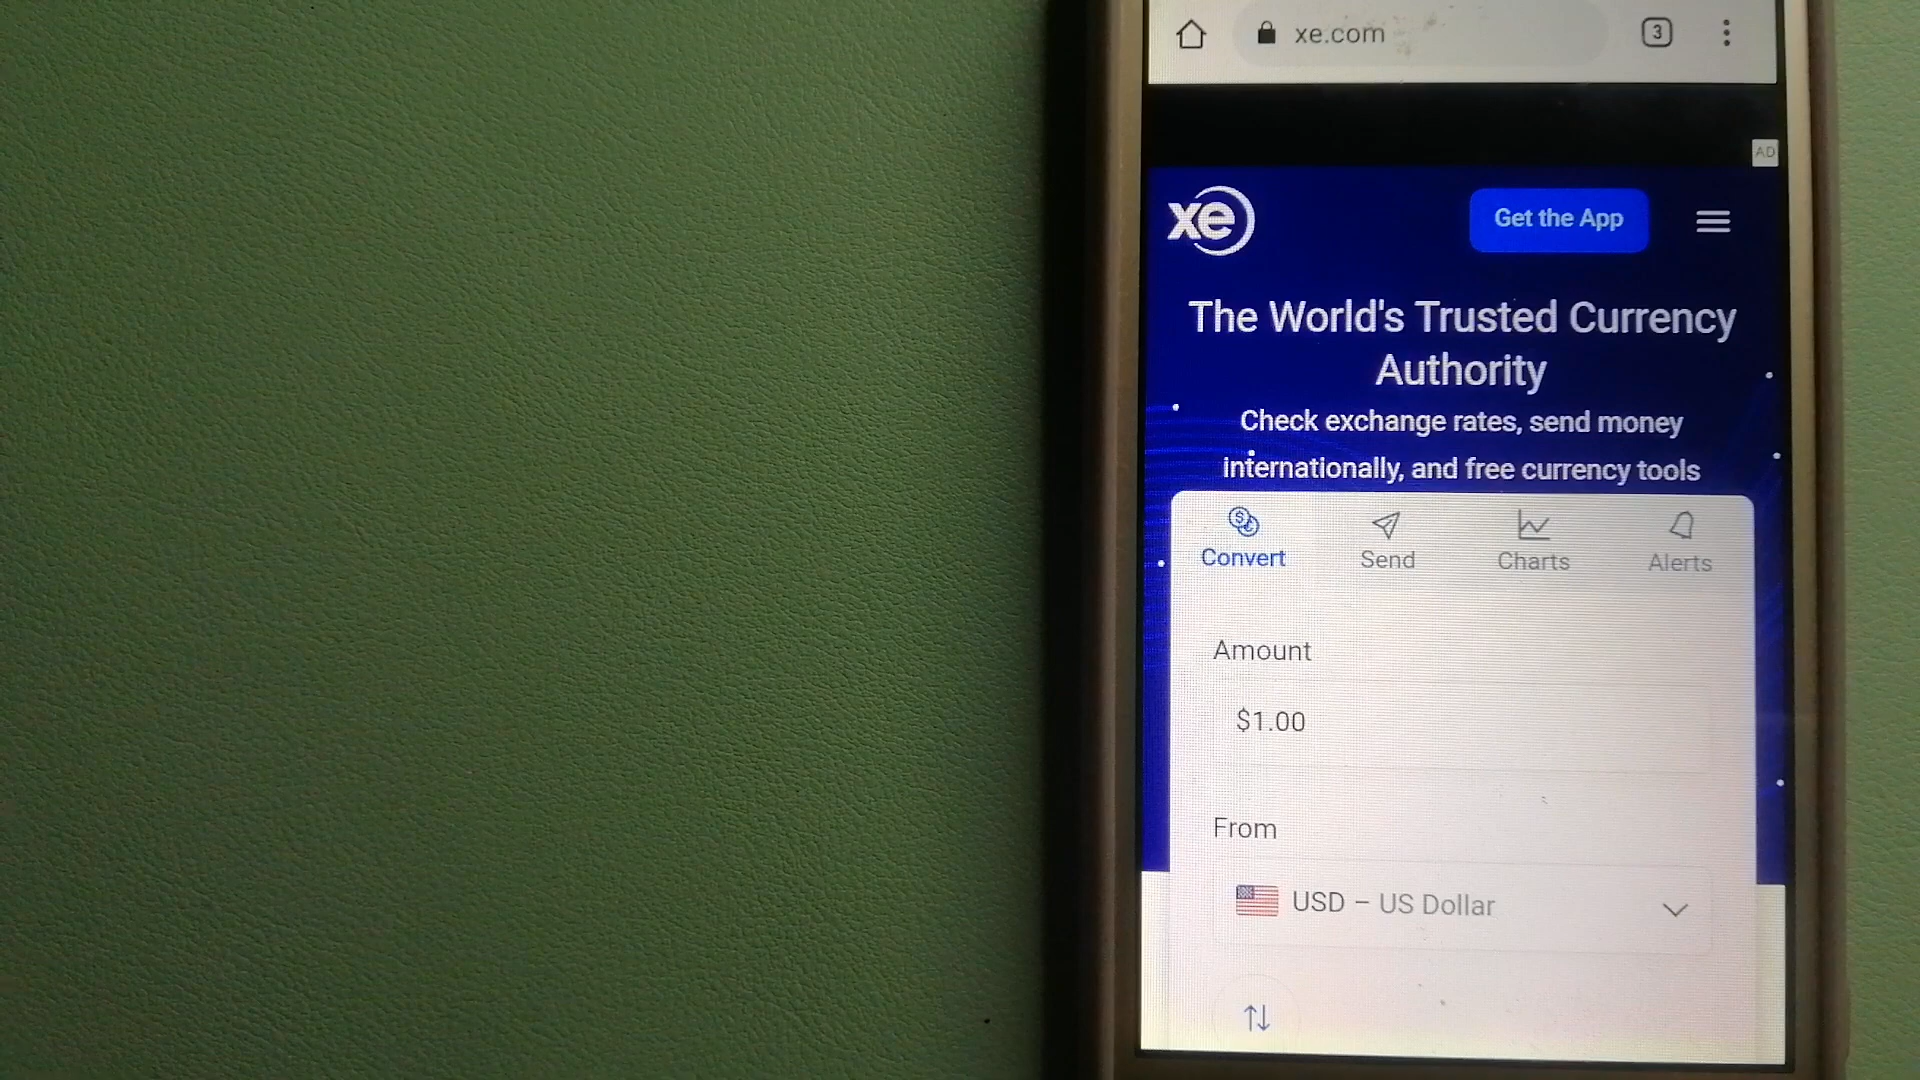 xe.com
3
AD
xe
Get the App
The World's Trusted Currency
Authority
Check exchange rates, send money
internationally, and free currency tools
Convert
Send
Charts
Alerts
Amount
$1.00
From
USD – US Dollar